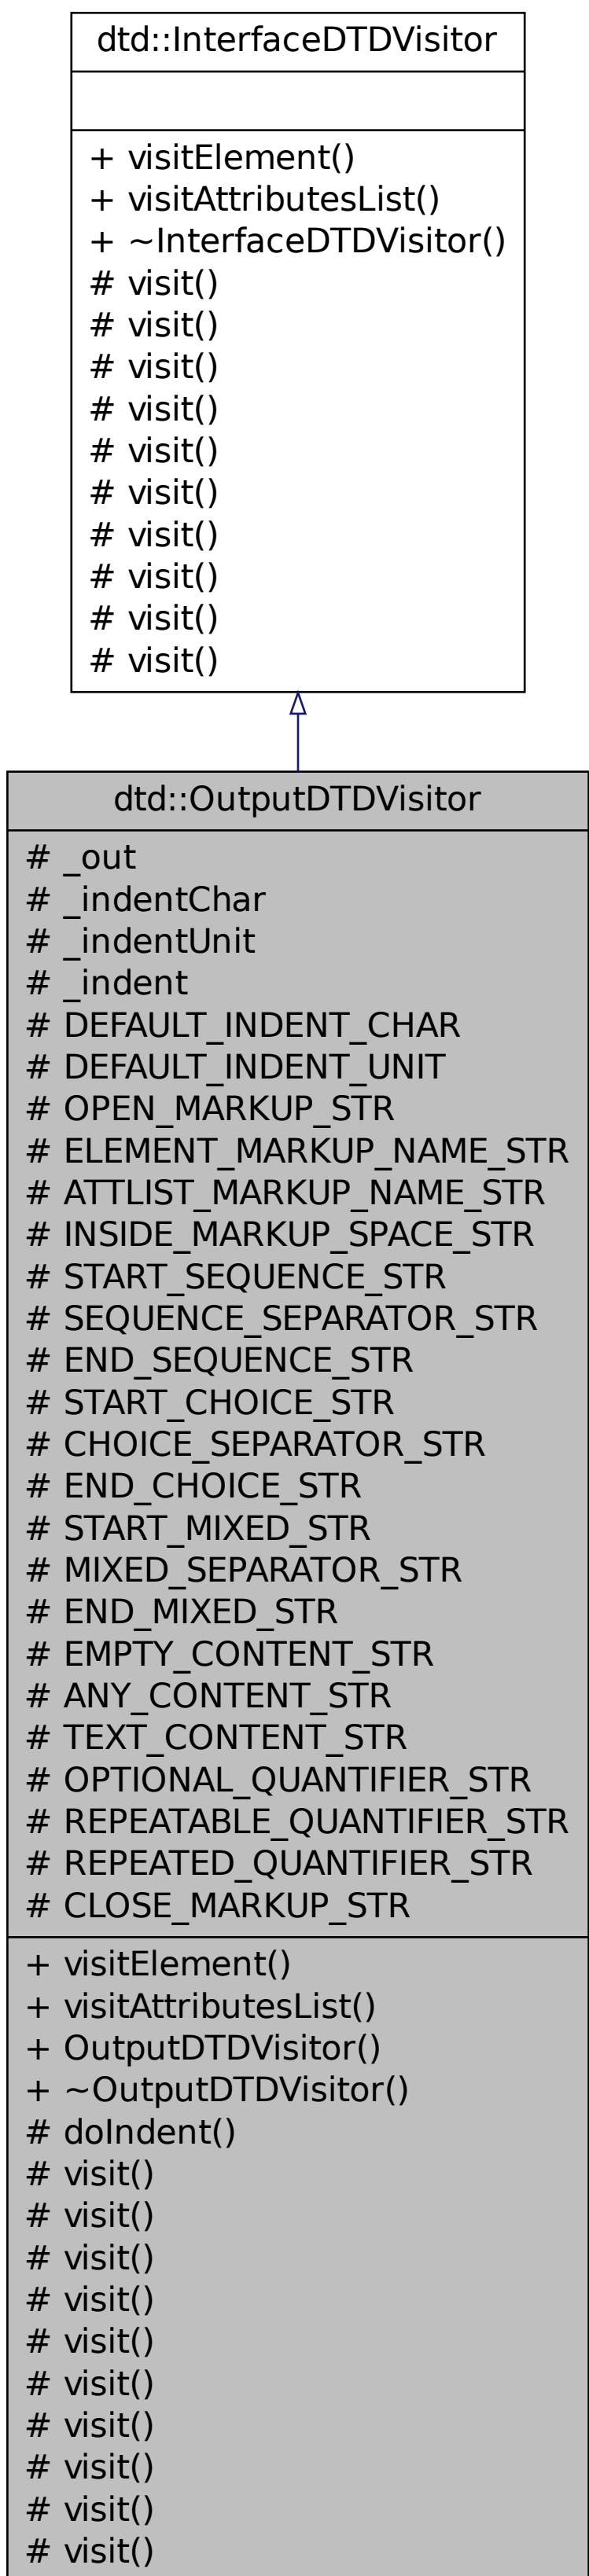 dtd::InterfaceDTDVisitor
+ visitElement()
+ visitAttributesList()
+ ~InterfaceDTDVisitor()
# visit()
# visit()
# visit()
# visit()
# visit()
# visit()
# visit()
# visit()
# visit()
# visit()
dtd::OutputDTDVisitor
# _out
# _indentChar
# _indentUnit
# _indent
# DEFAULT_INDENT_CHAR
# DEFAULT_INDENT_UNIT
# OPEN_MARKUP_STR
# ELEMENT_MARKUP_NAME_STR
# ATTLIST_MARKUP_NAME_STR
# INSIDE_MARKUP_SPACE_STR
# START_SEQUENCE_STR
# SEQUENCE_SEPARATOR_STR
# END_SEQUENCE_STR
# START_CHOICE_STR
# CHOICE_SEPARATOR_STR
# END_CHOICE_STR
# START_MIXED_STR
# MIXED_SEPARATOR_STR
# END_MIXED_STR
# EMPTY_CONTENT_STR
# ANY_CONTENT_STR
# TEXT_CONTENT_STR
# OPTIONAL_QUANTIFIER_STR
# REPEATABLE_QUANTIFIER_STR
# REPEATED_QUANTIFIER_STR
# CLOSE_MARKUP_STR
+ visitElement()
+ visitAttributesList()
+ OutputDTDVisitor()
+ ~OutputDTDVisitor()
# doIndent()
# visit()
# visit()
# visit()
# visit()
# visit()
# visit()
# visit()
# visit()
# visit()
# visit()